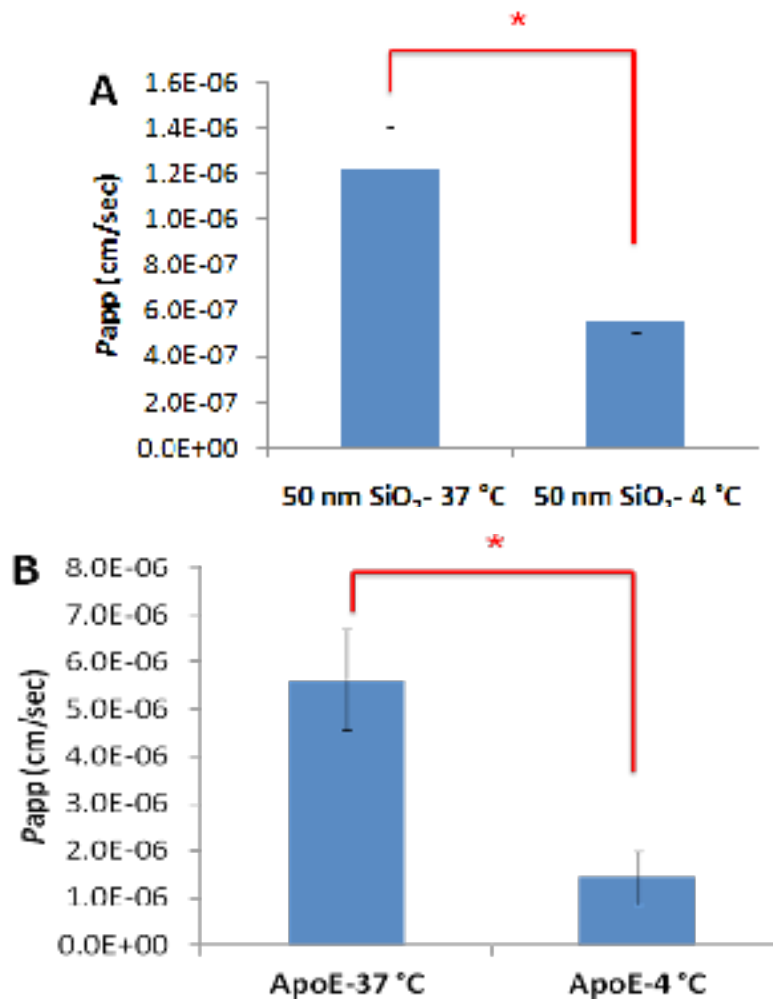 *
A
1.6E-06
1.4E-06
1.2E-06
1.0E-06
8.0E-07
6.0E-07
4.0E-07
2.0E-07
0.0E+00
Papp (cm/sec)
50 nm SiO₂- 37 °C 50 nm SiO₂- 4 °C
*
B
8.0E-06
7.0E-06
6.0E-06
5.0E-06
4.0E-06
3.0E-06
2.0E-06
1.0E-06
0.0E+00
Papp (cm/sec)
ApoE-37 °C ApoE-4 °C